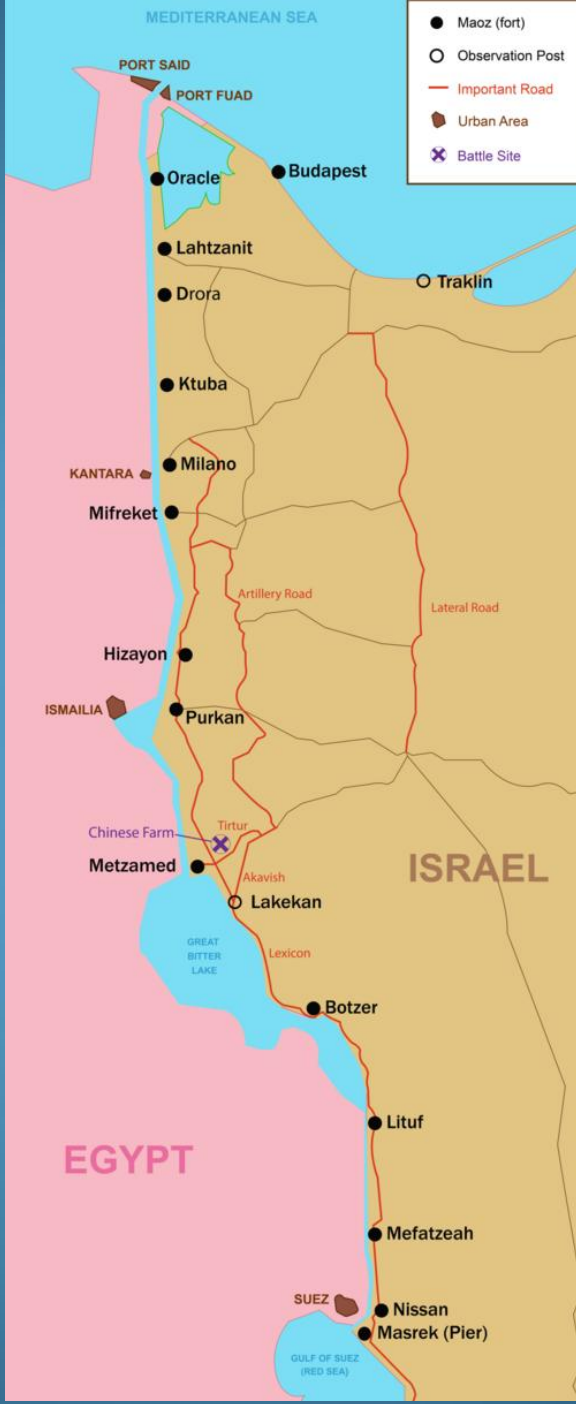 MEDITERRANEAN SEA
Maoz (fort)
Observation Post
Important Road
Urban Area
Battle Site
PORT SAID
PORT FUAD
Oracle
Budapest
Lahtzanit
Traklin
Drora
Ktuba
Milano
KANTARA
Mifreket
Artillery Road
Lateral Road
Hizayon
ISMAILIA
Purkan
Chinese Farm
Tirtur
Metzamed
ISRAEL
Akavish
Lakekan
GREAT
BITTER
LAKE
Lexicon
Botzer
Lituf
EGYPT
Mefatzeah
SUEZ
Nissan
Masrek (Pier)
GULF OF SUEZ
(RED SEA)